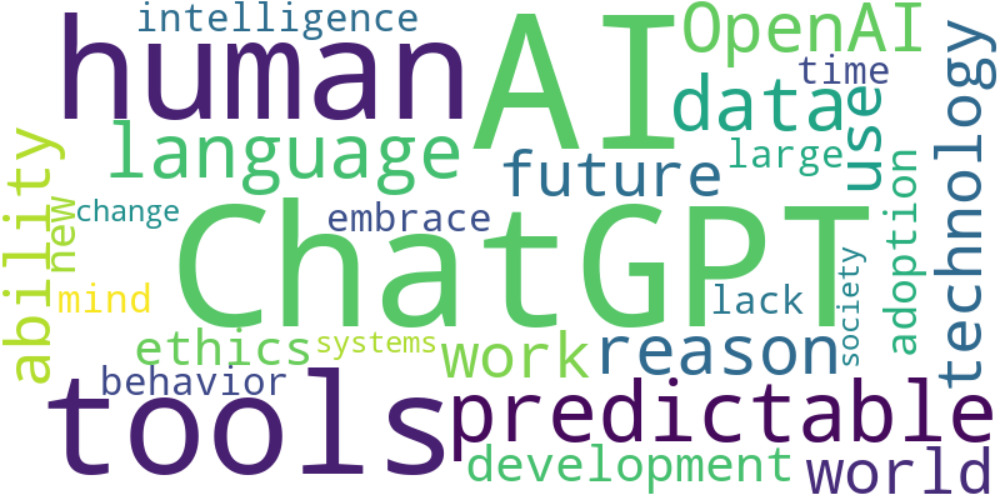 intelligence
OpenAI
human
AI
time
technology
data
use
language
large
future
ability
adoption
new
change
embrace
ChatGPT
mind
lack
society
ethics
systems
work
reason
behavior
tools
predictable
development
world